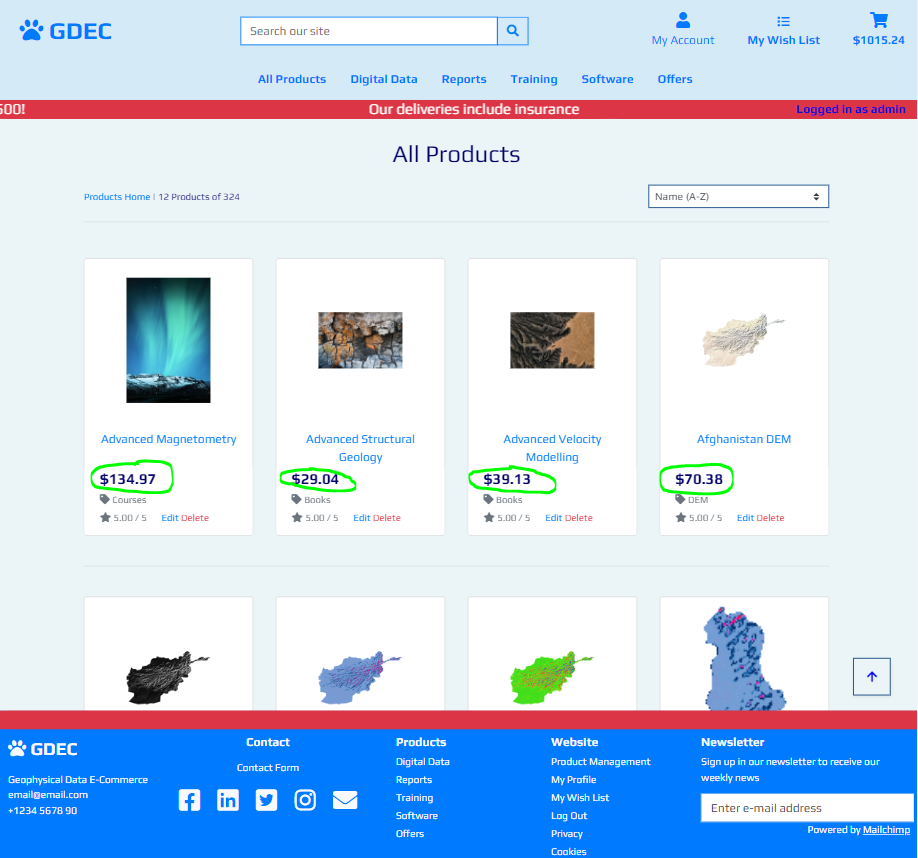 GDEC
Search our site
My Account
My Wish List
$1015.24
All Products Digital Data Reports Training Software Offers
500! Our deliveries include insurance Logged in as admin
All Products
Products Home | 12 Products of 324
Name (A-Z)
Advanced Magnetometry
$134.97
Courses
5.00 / 5 Edit Delete
Advanced Structural
Geology
$29.04
Books
5.00 / 5 Edit Delete
Advanced Velocity
Modelling
$39.13
Books
5.00 / 5 Edit Delete
Afghanistan DEM
$70.38
DEM
5.00 / 5 Edit Delete
GDEC
Geophysical Data E-Commerce
email@email.com
+1234 5678 90
Contact
Contact Form
Products
Digital Data
Reports
Training
Software
Offers
Website
Product Management
My Profile
My Wish List
Log Out
Privacy
Cookies
Newsletter
Sign up in our newsletter to receive our
weekly news
Enter e-mail address
Powered by Mailchimp